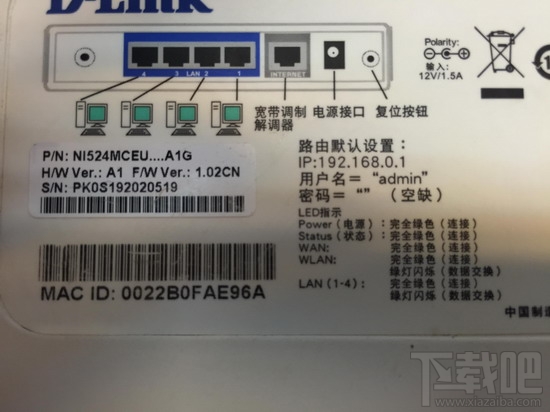 D-Link
4 3 LAN 2 1
INTERNET
Polarity:
输入:
12V/1.5A
宽带调制
解调器
电源接口
复位按钮
P/N: NI524MCEU....A1G
H/W Ver.: A1 F/W Ver.: 1.02CN
S/N: PK0S192020519
MAC ID: 0022B0FAE96A
路由默认设置:
IP:192.168.0.1
用户名= “admin”
密码= “” (空缺)
LED指示
Power (电源): 完全绿色 (连接)
Status (状态): 完全绿色 (连接)
WAN: 完全绿色 (连接)
WLAN: 完全绿色 (连接)
绿灯闪烁 (数据交换)
LAN (1-4): 完全绿色 (连接)
绿灯闪烁 (数据交换)
中国制造
下载吧
www.xiazaiba.com